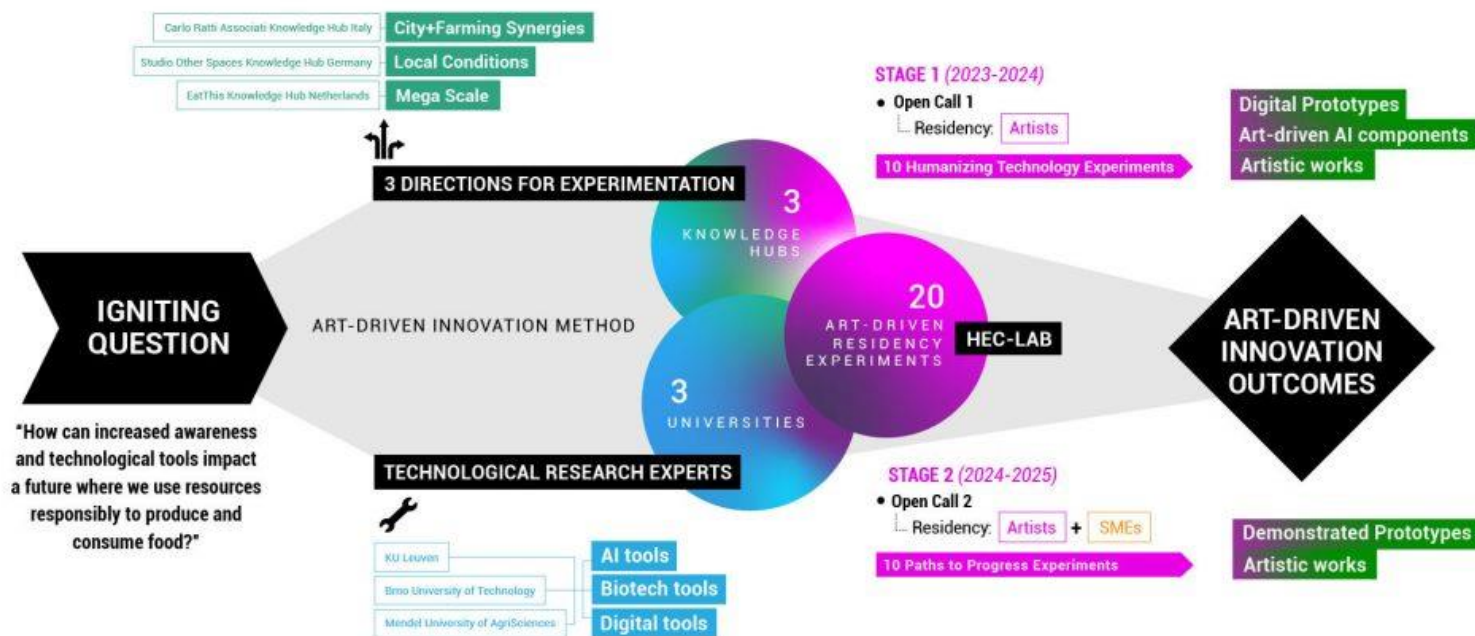 Carlo Ratti Associati Knowledge Hub Italy
City+Farming Synergies
Studio Other Spaces Knowledge Hub Germany
Local Conditions
EatThis Knowledge Hub Netherlands
Mega Scale
3 DIRECTIONS FOR EXPERIMENTATION
STAGE 1 (2023-2024)
• Open Call 1
Residency: Artists
10 Humanizing Technology Experiments
Digital Prototypes
Art-driven AI components
Artistic works
3
KNOWLEDGE
HUBS
IGNITING
QUESTION
"How can increased awareness
and technological tools impact
a future where we use resources
responsibly to produce and
consume food?"
ART-DRIVEN INNOVATION METHOD
20
ART-DRIVEN
RESIDENCY
EXPERIMENTS
HEC-LAB
3
UNIVERSITIES
ART-DRIVEN
INNOVATION
OUTCOMES
TECHNOLOGICAL RESEARCH EXPERTS
KU Leuven
AI tools
Brno University of Technology
Biotech tools
Mendel University of AgriSciences
Digital tools
STAGE 2 (2024-2025)
• Open Call 2
Residency: Artists + SMEs
10 Paths to Progress Experiments
Demonstrated Prototypes
Artistic works